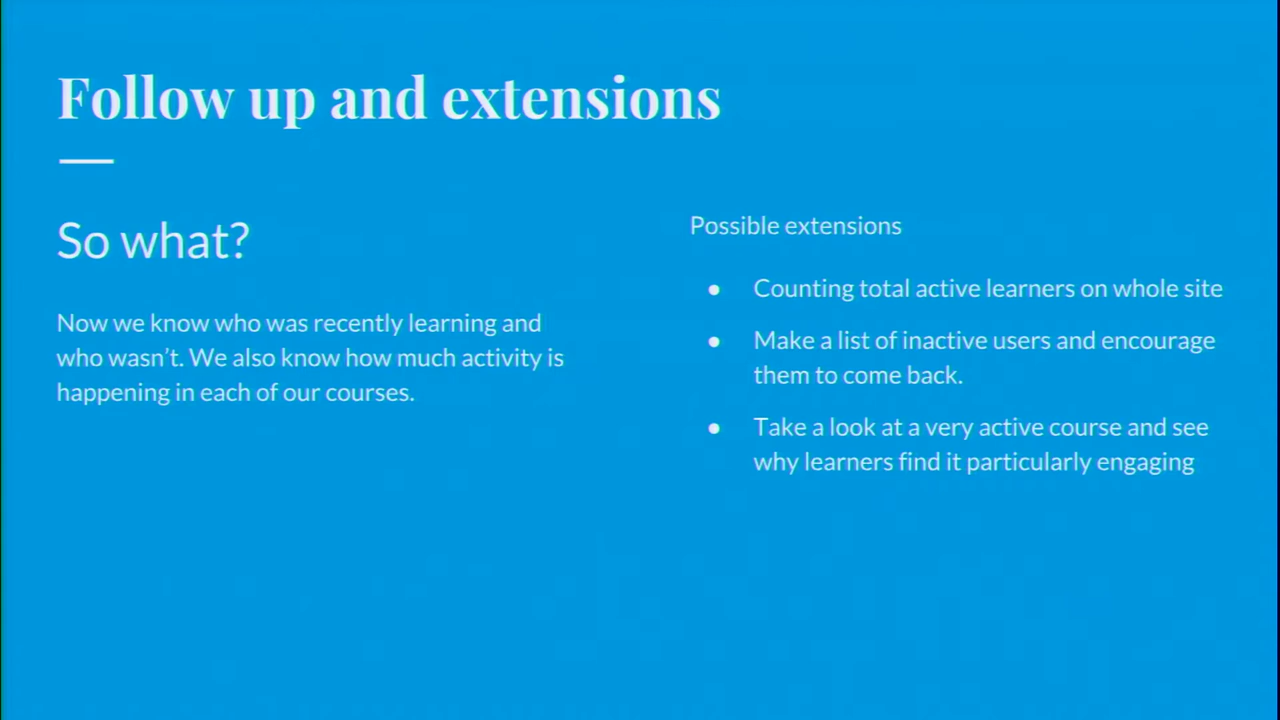 Follow up and extensions
So what?
Now we know who was recently learning and
who wasn’t. We also know how much activity is
happening in each of our courses.
Possible extensions
● Counting total active learners on whole site
● Make a list of inactive users and encourage
them to come back.
● Take a look at a very active course and see
why learners find it particularly engaging